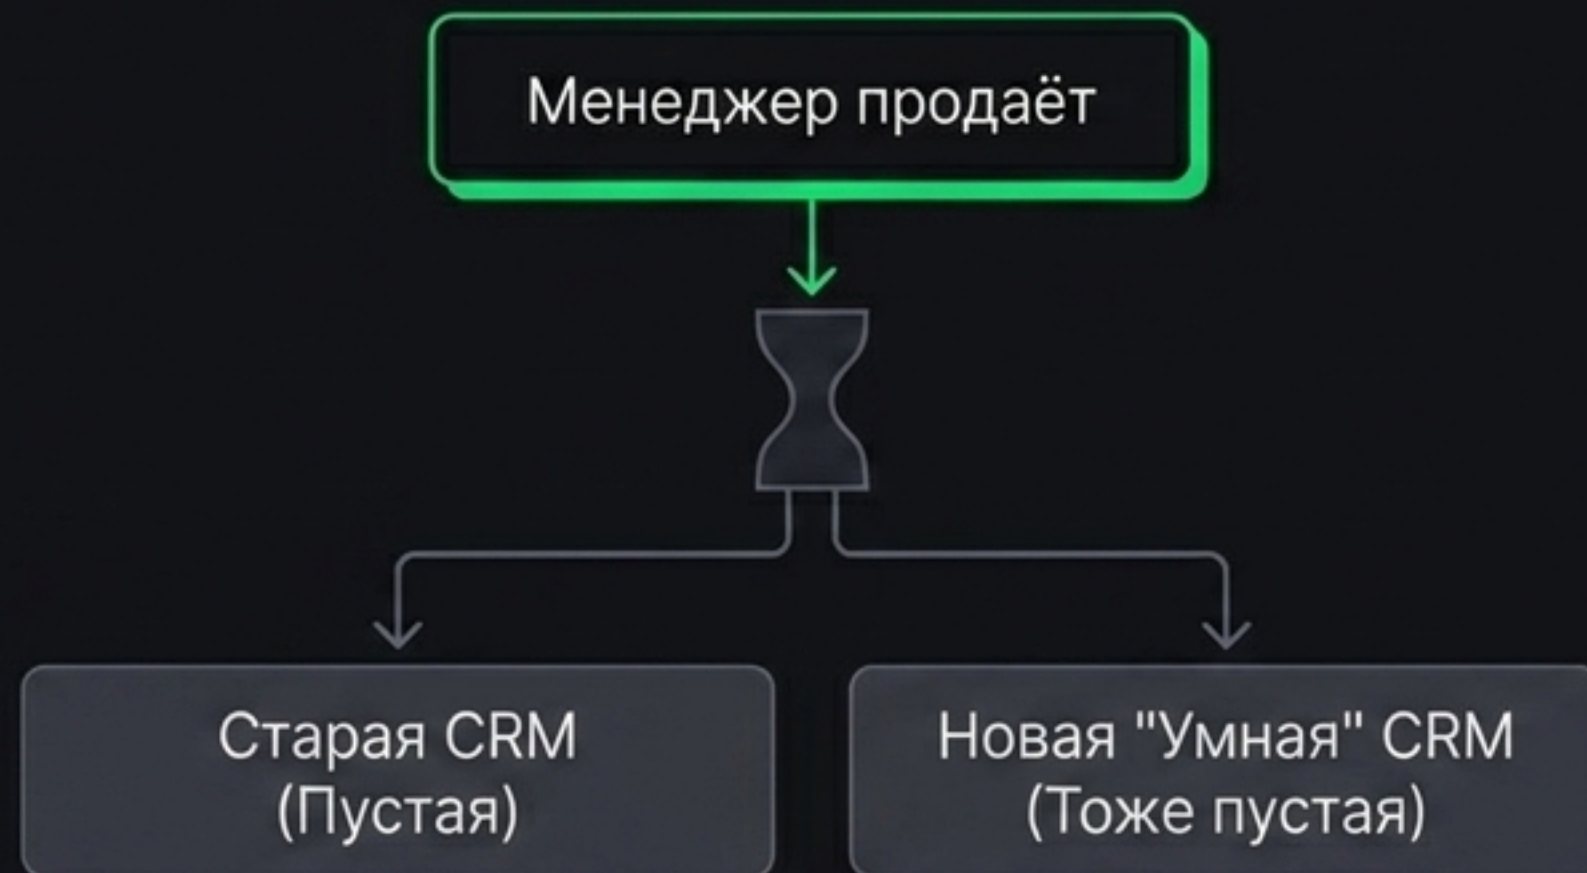 Менеджер продаёт
Старая CRM
(Пустая)
Новая "Умная" CRM
(Тоже пустая)